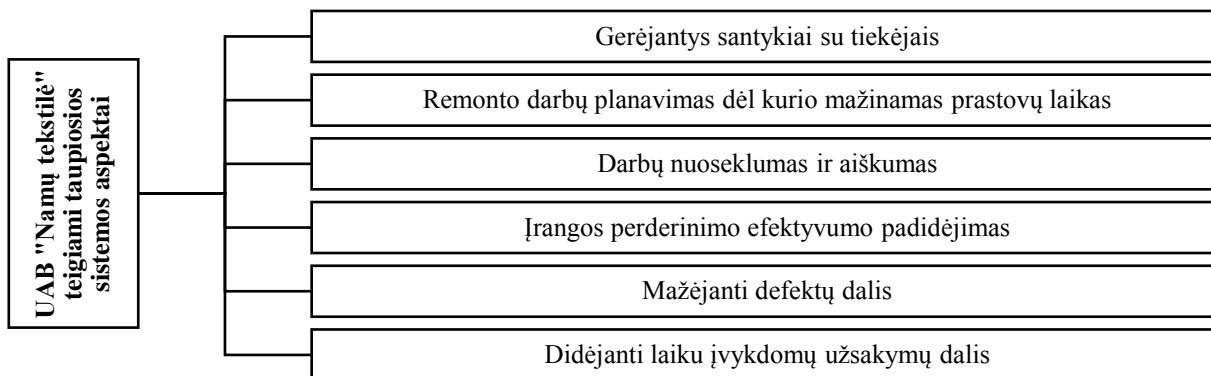 UAB "Namų tekstilė"
teigiami taupiosios
sistemos aspektai
Gerėjantys santykiai su tiekėjais
Remonto darbų planavimas dėl kurio mažinamas prastovų laikas
Darbų nuoseklumas ir aiškumas
Įrangos perderinimo efektyvumo padidėjimas
Mažėjanti defektų dalis
Didėjanti laiku įvykdomų užsakymų dalis